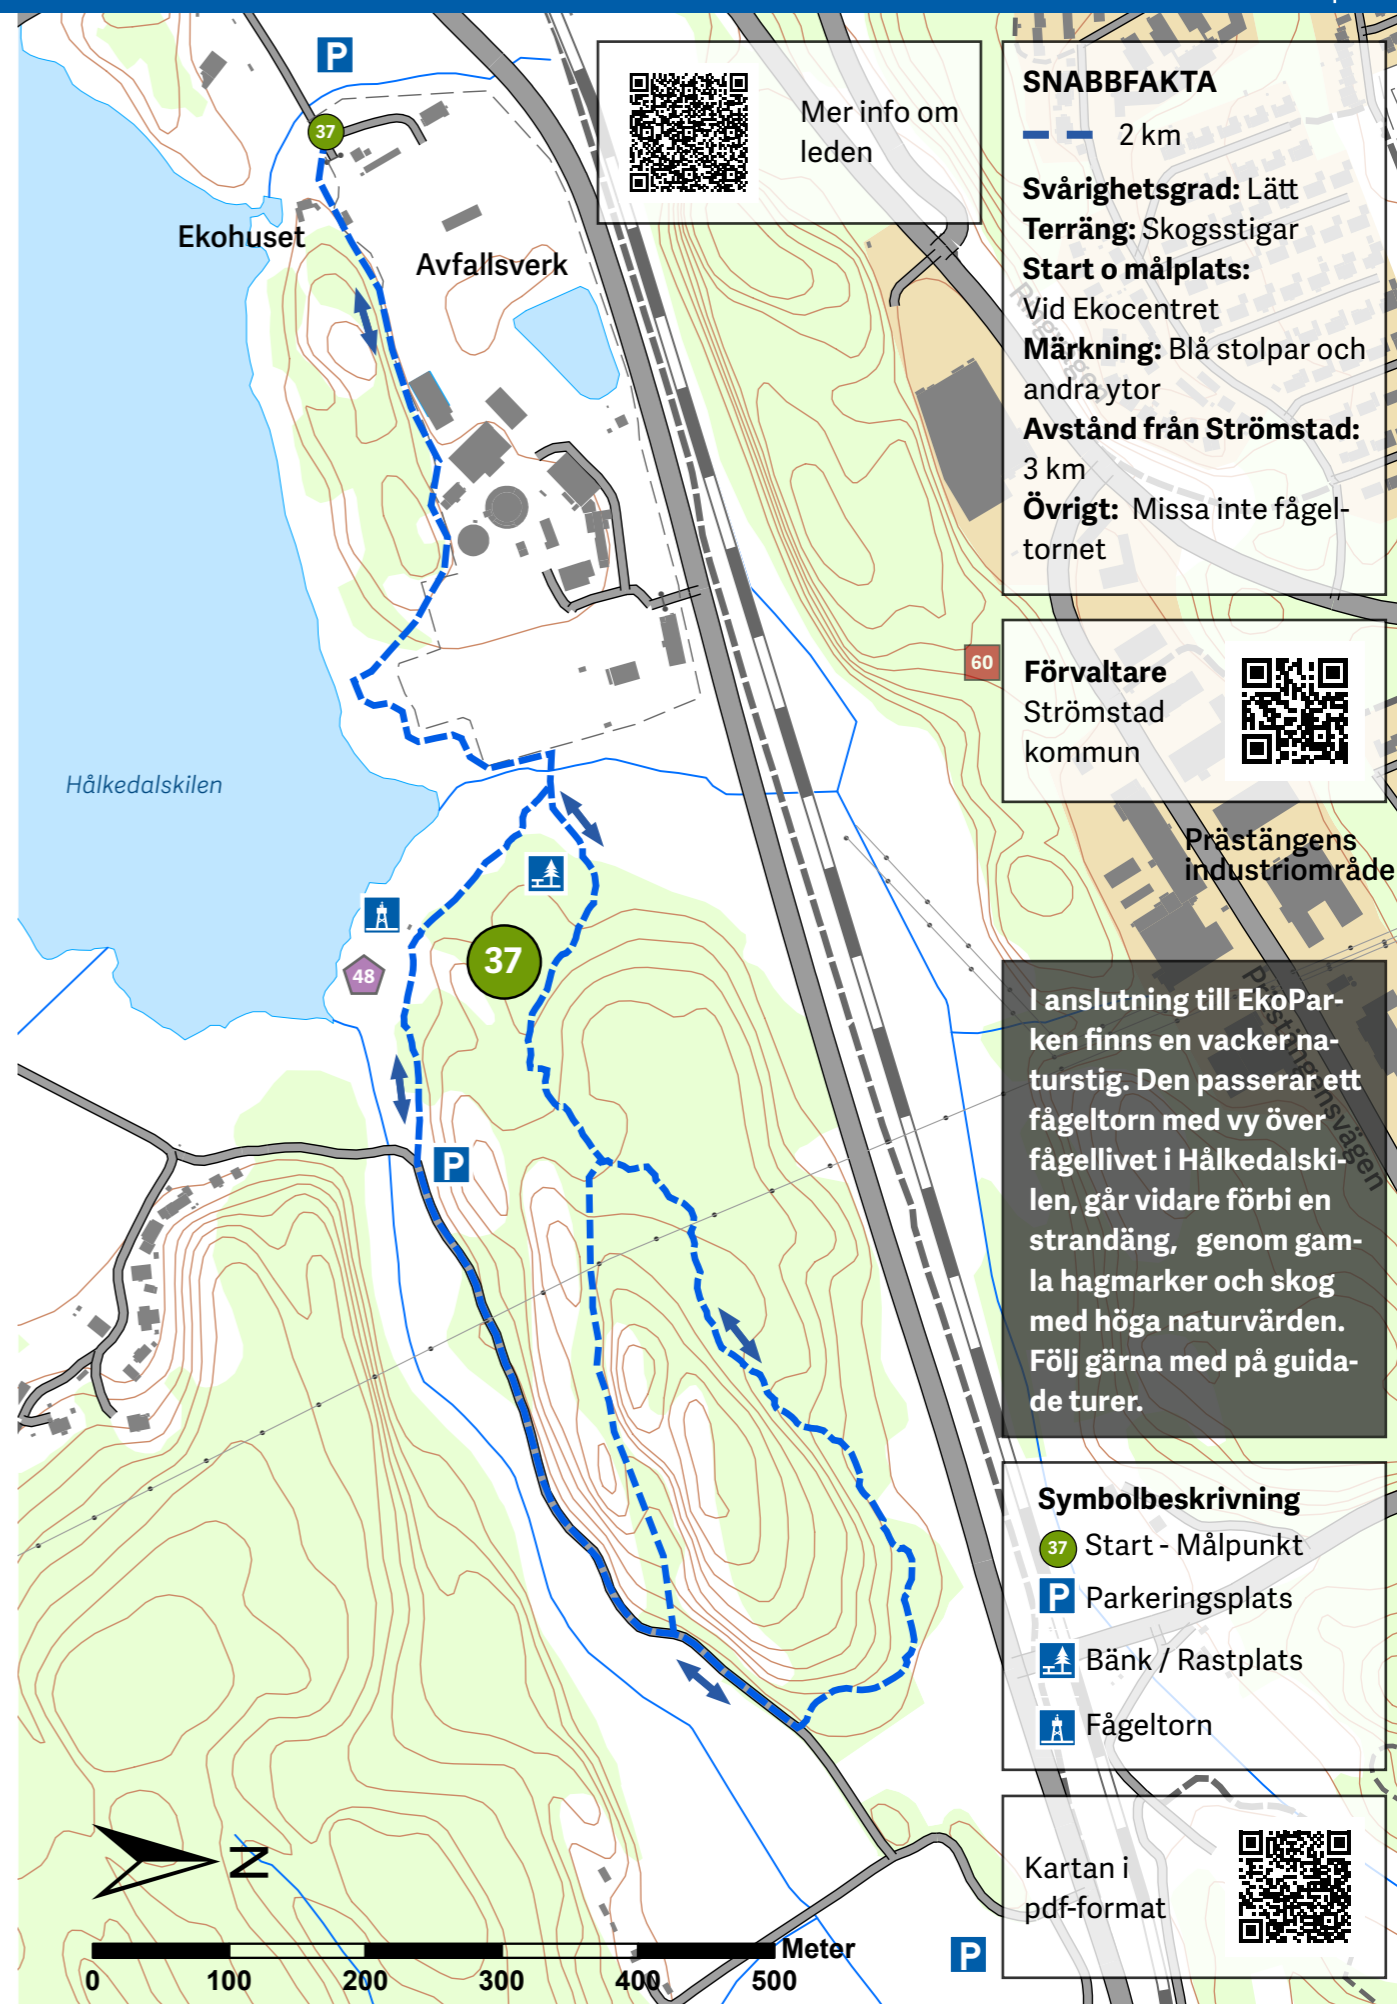 P
37
Ekohuset
Avfallsverk
Mer info om
leden
SNABBFAKTA
2 km
Svårighetsgrad: Lätt
Terräng: Skogsstigar
Start o målplats:
Vid Ekocentret
Märkning: Blå stolpar och
andra ytor
Avstånd från Strömstad:
3 km
Övrigt: Missa inte fågel-
tornet
60
Förvaltare
Strömstad
kommun
Hålkedalskilen
Prästängens
industriområde
48
37
P
Prästängensvägen
I anslutning till EkoPar-
ken finns en vacker na-
turstig. Den passerar ett
fågeltorn med vy över
fågellivet i Hålkedalski-
len, går vidare förbi en
strandäng, genom gam-
la hagmarker och skog
med höga naturvärden.
Följ gärna med på guida-
de turer.
Symbolbeskrivning
37 Start - Målpunkt
P Parkeringsplats
Bänk / Rastplats
Fågeltorn
N
Kartan i
pdf-format
P
Meter
0 100 200 300 400 500